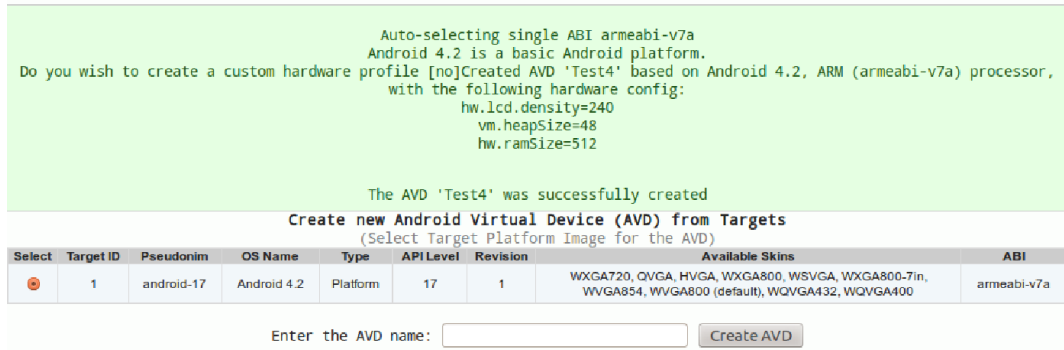 Auto-selecting single ABI armeabi-v7a
Android 4.2 is a basic Android platform.
Do you wish to create a custom hardware profile [no]Created AVD 'Test4' based on Android 4.2, ARM (armeabi-v7a) processor,
with the following hardware config:
hw.lcd.density=240
vm.heapSize=48
hw.ramSize=512
The AVD 'Test4' was successfully created
Create new Android Virtual Device (AVD) from Targets
(Select Target Platform Image for the AVD)
Select Target ID Pseudonim OS Name Type API Level Revision Available Skins ABI
1 android-17 Android 4.2 Platform 17 1 WXGA720, QVGA, HVGA, WXGA800, WSVGA, WXGA800-7in, armeabi-v7a
WVGA854, WVGA800 (default), WQVGA432, WQVGA400
Enter the AVD name: Create AVD